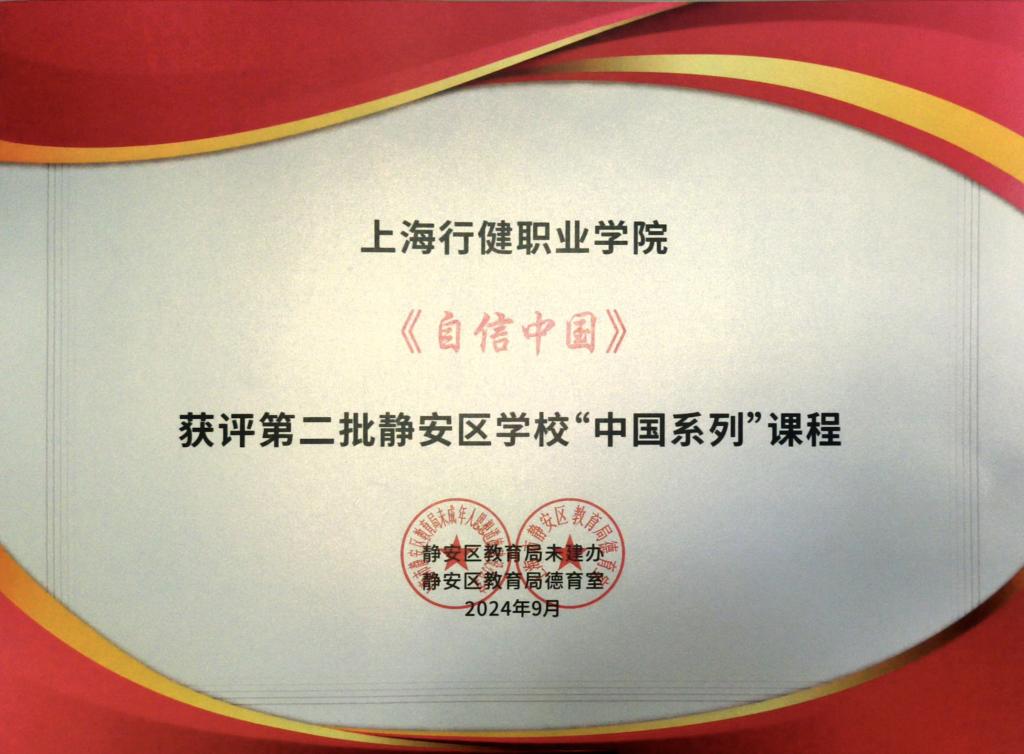 上海行健职业学院
《自信中国》
获评第二批静安区学校“中国系列”课程
静安区教育局未建办
静安区教育局德育室
2024年9月